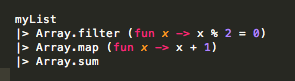 myList
|> Array.filter (fun x -> x % 2 = 0)
|> Array.map (fun x -> x + 1)
|> Array.sum